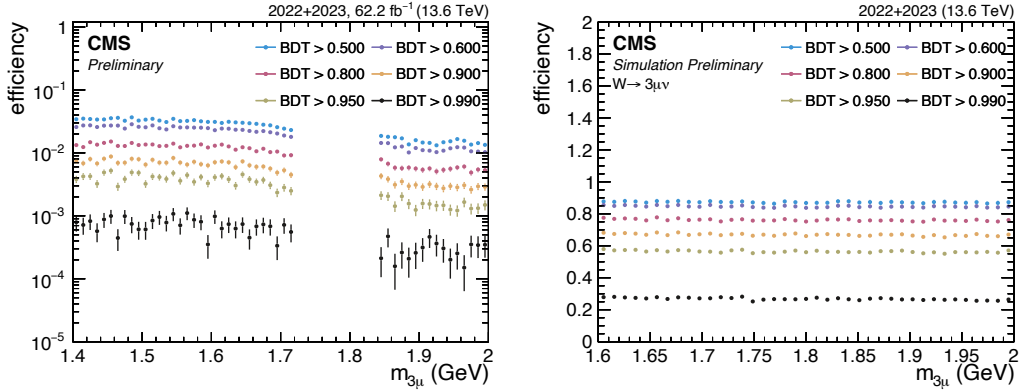 2022+2023, 62.2 fb⁻¹ (13.6 TeV)
efficiency
CMS
Preliminary
BDT > 0.500
BDT > 0.600
BDT > 0.800
BDT > 0.900
BDT > 0.950
BDT > 0.990
1
10⁻¹
10⁻²
10⁻³
10⁻⁴
10⁻⁵
1.4 1.5 1.6 1.7 1.8 1.9 2
m₃μ (GeV)
2022+2023 (13.6 TeV)
efficiency
CMS
Simulation Preliminary
W→ 3μν
BDT > 0.500
BDT > 0.600
BDT > 0.800
BDT > 0.900
BDT > 0.950
BDT > 0.990
2
1.8
1.6
1.4
1.2
1
0.8
0.6
0.4
0.2
0
1.6 1.65 1.7 1.75 1.8 1.85 1.9 1.95 2
m₃μ (GeV)